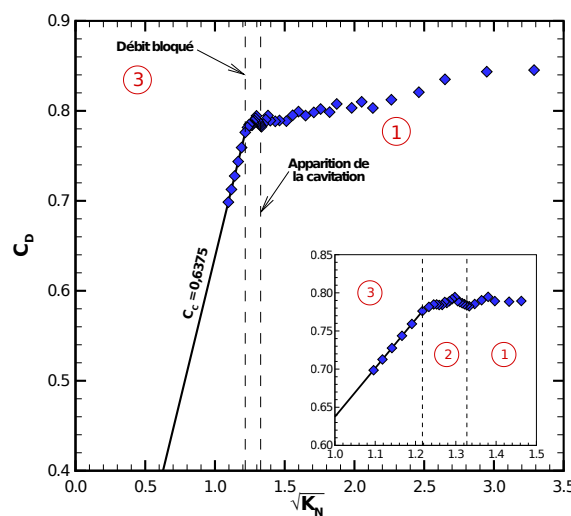 0.9
0.8
0.7
0.6
0.5
0.4
C_D
0.0 0.5 1.0 1.5 2.0 2.5 3.0 3.5
√K_N
Débit bloqué
3
1
Apparition de
la cavitation
C_C = 0,6375
0.85
0.80
0.75
0.70
0.65
0.60
1.0 1.1 1.2 1.3 1.4 1.5
3
2
1